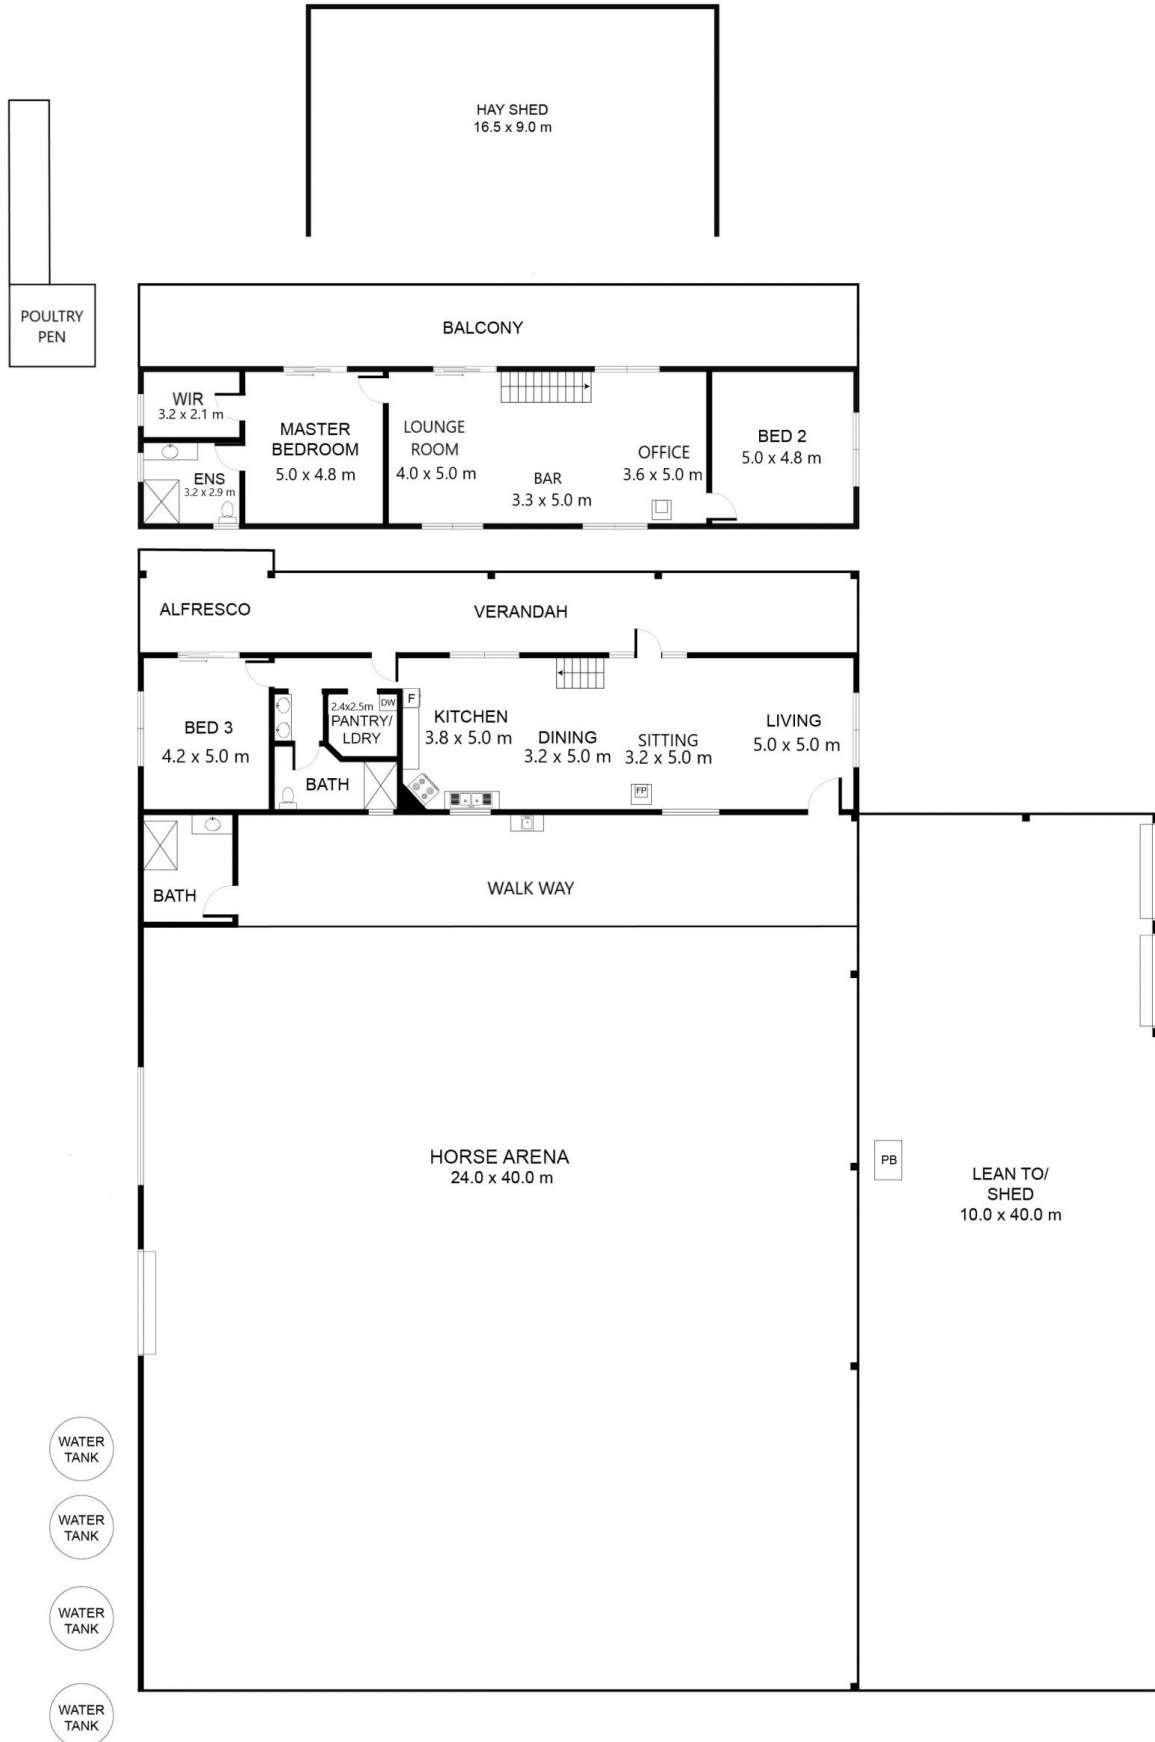 HAY SHED
16.5 x 9.0 m
POULTRY
PEN
BALCONY
WIR
3.2 x 2.1 m
MASTER
BEDROOM
5.0 x 4.8 m
LOUNGE
ROOM
4.0 x 5.0 m
BAR
3.3 x 5.0 m
OFFICE
3.6 x 5.0 m
BED 2
5.0 x 4.8 m
ENS
3.2 x 2.9 m
ALFRESCO
VERANDAH
BED 3
4.2 x 5.0 m
2.4x2.5m
DW
PANTRY/
LDRY
F
KITCHEN
3.8 x 5.0 m
DINING
3.2 x 5.0 m
SITTING
3.2 x 5.0 m
LIVING
5.0 x 5.0 m
BATH
FP
BATH
WALK WAY
HORSE ARENA
24.0 x 40.0 m
PB
LEAN TO/
SHED
10.0 x 40.0 m
WATER
TANK
WATER
TANK
WATER
TANK
WATER
TANK